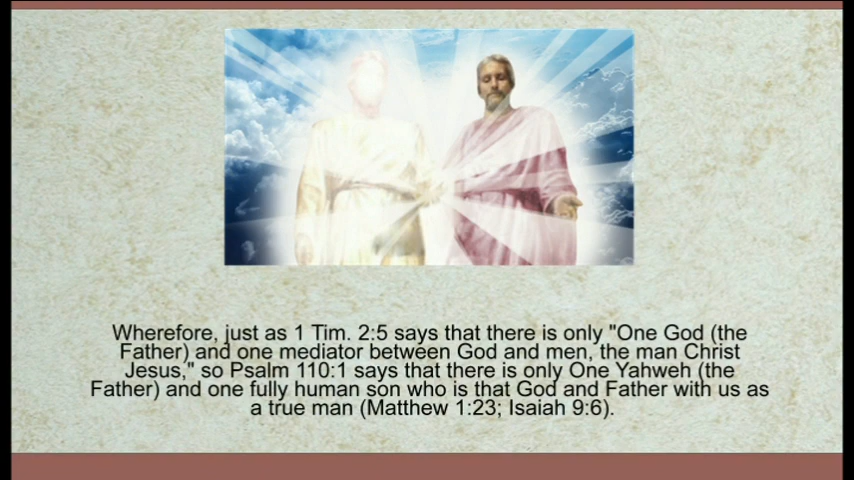 Wherefore, just as 1 Tim. 2:5 says that there is only "One God (the
Father) and one mediator between God and men, the man Christ
Jesus," so Psalm 110:1 says that there is only One Yahweh (the
Father) and one fully human son who is that God and Father with us as
a true man (Matthew 1:23; Isaiah 9:6).